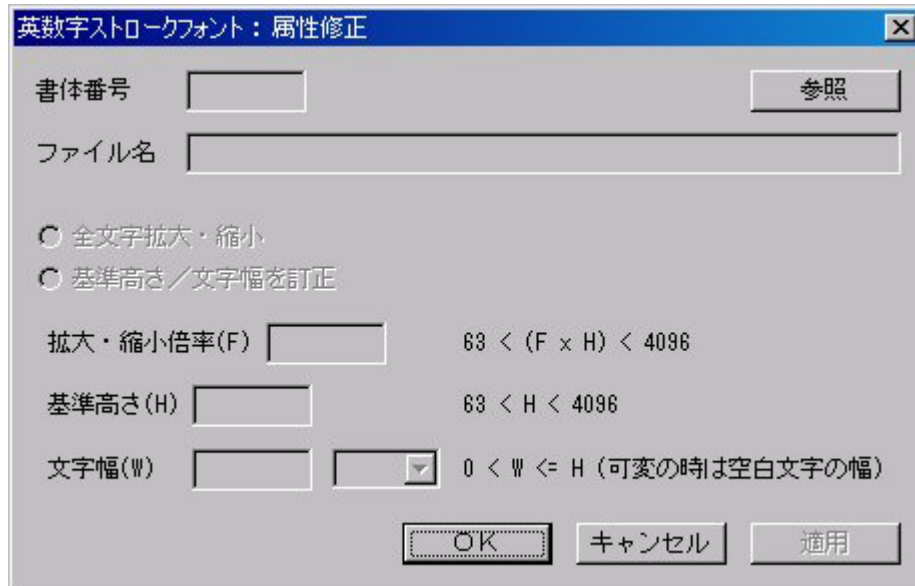 英数字ストロークフォント：属性修正
書体番号 参照
ファイル名
全文字拡大・縮小
基準高さ／文字幅を訂正
拡大・縮小倍率(F) 63 < (F x H) < 4096
基準高さ(H) 63 < H < 4096
文字幅(W) 0 < W <= H (可変の時は空白文字の幅)
OK キャンセル 適用